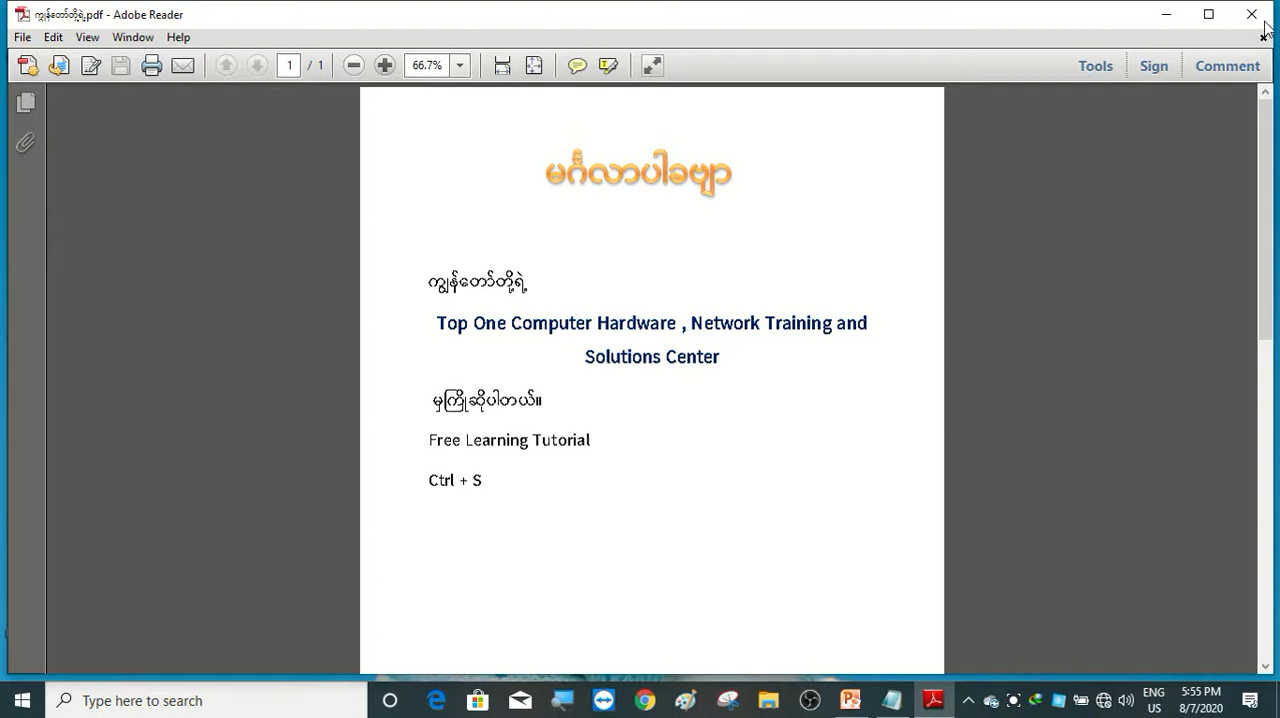 ကျွန်တော်တို့ရဲ့.pdf - Adobe Reader
File Edit View Window Help
1 / 1 66.7% Tools Sign Comment
မင်္ဂလာပါခဗျာ
ကျွန်တော်တို့ရဲ့
Top One Computer Hardware , Network Training and
Solutions Center
မှကြိုဆိုပါတယ်။
Free Learning Tutorial
Ctrl + S
Type here to search
ENG
US
5:55 PM
8/7/2020